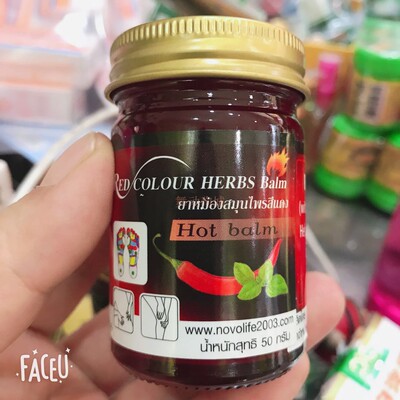 RED COLOUR HERBS Balm
ยาหม่องสมุนไพรสีแดง
Hot balm
www.novolife2003.com
น้ำหนักสุทธิ 50 กรัม
FACEU